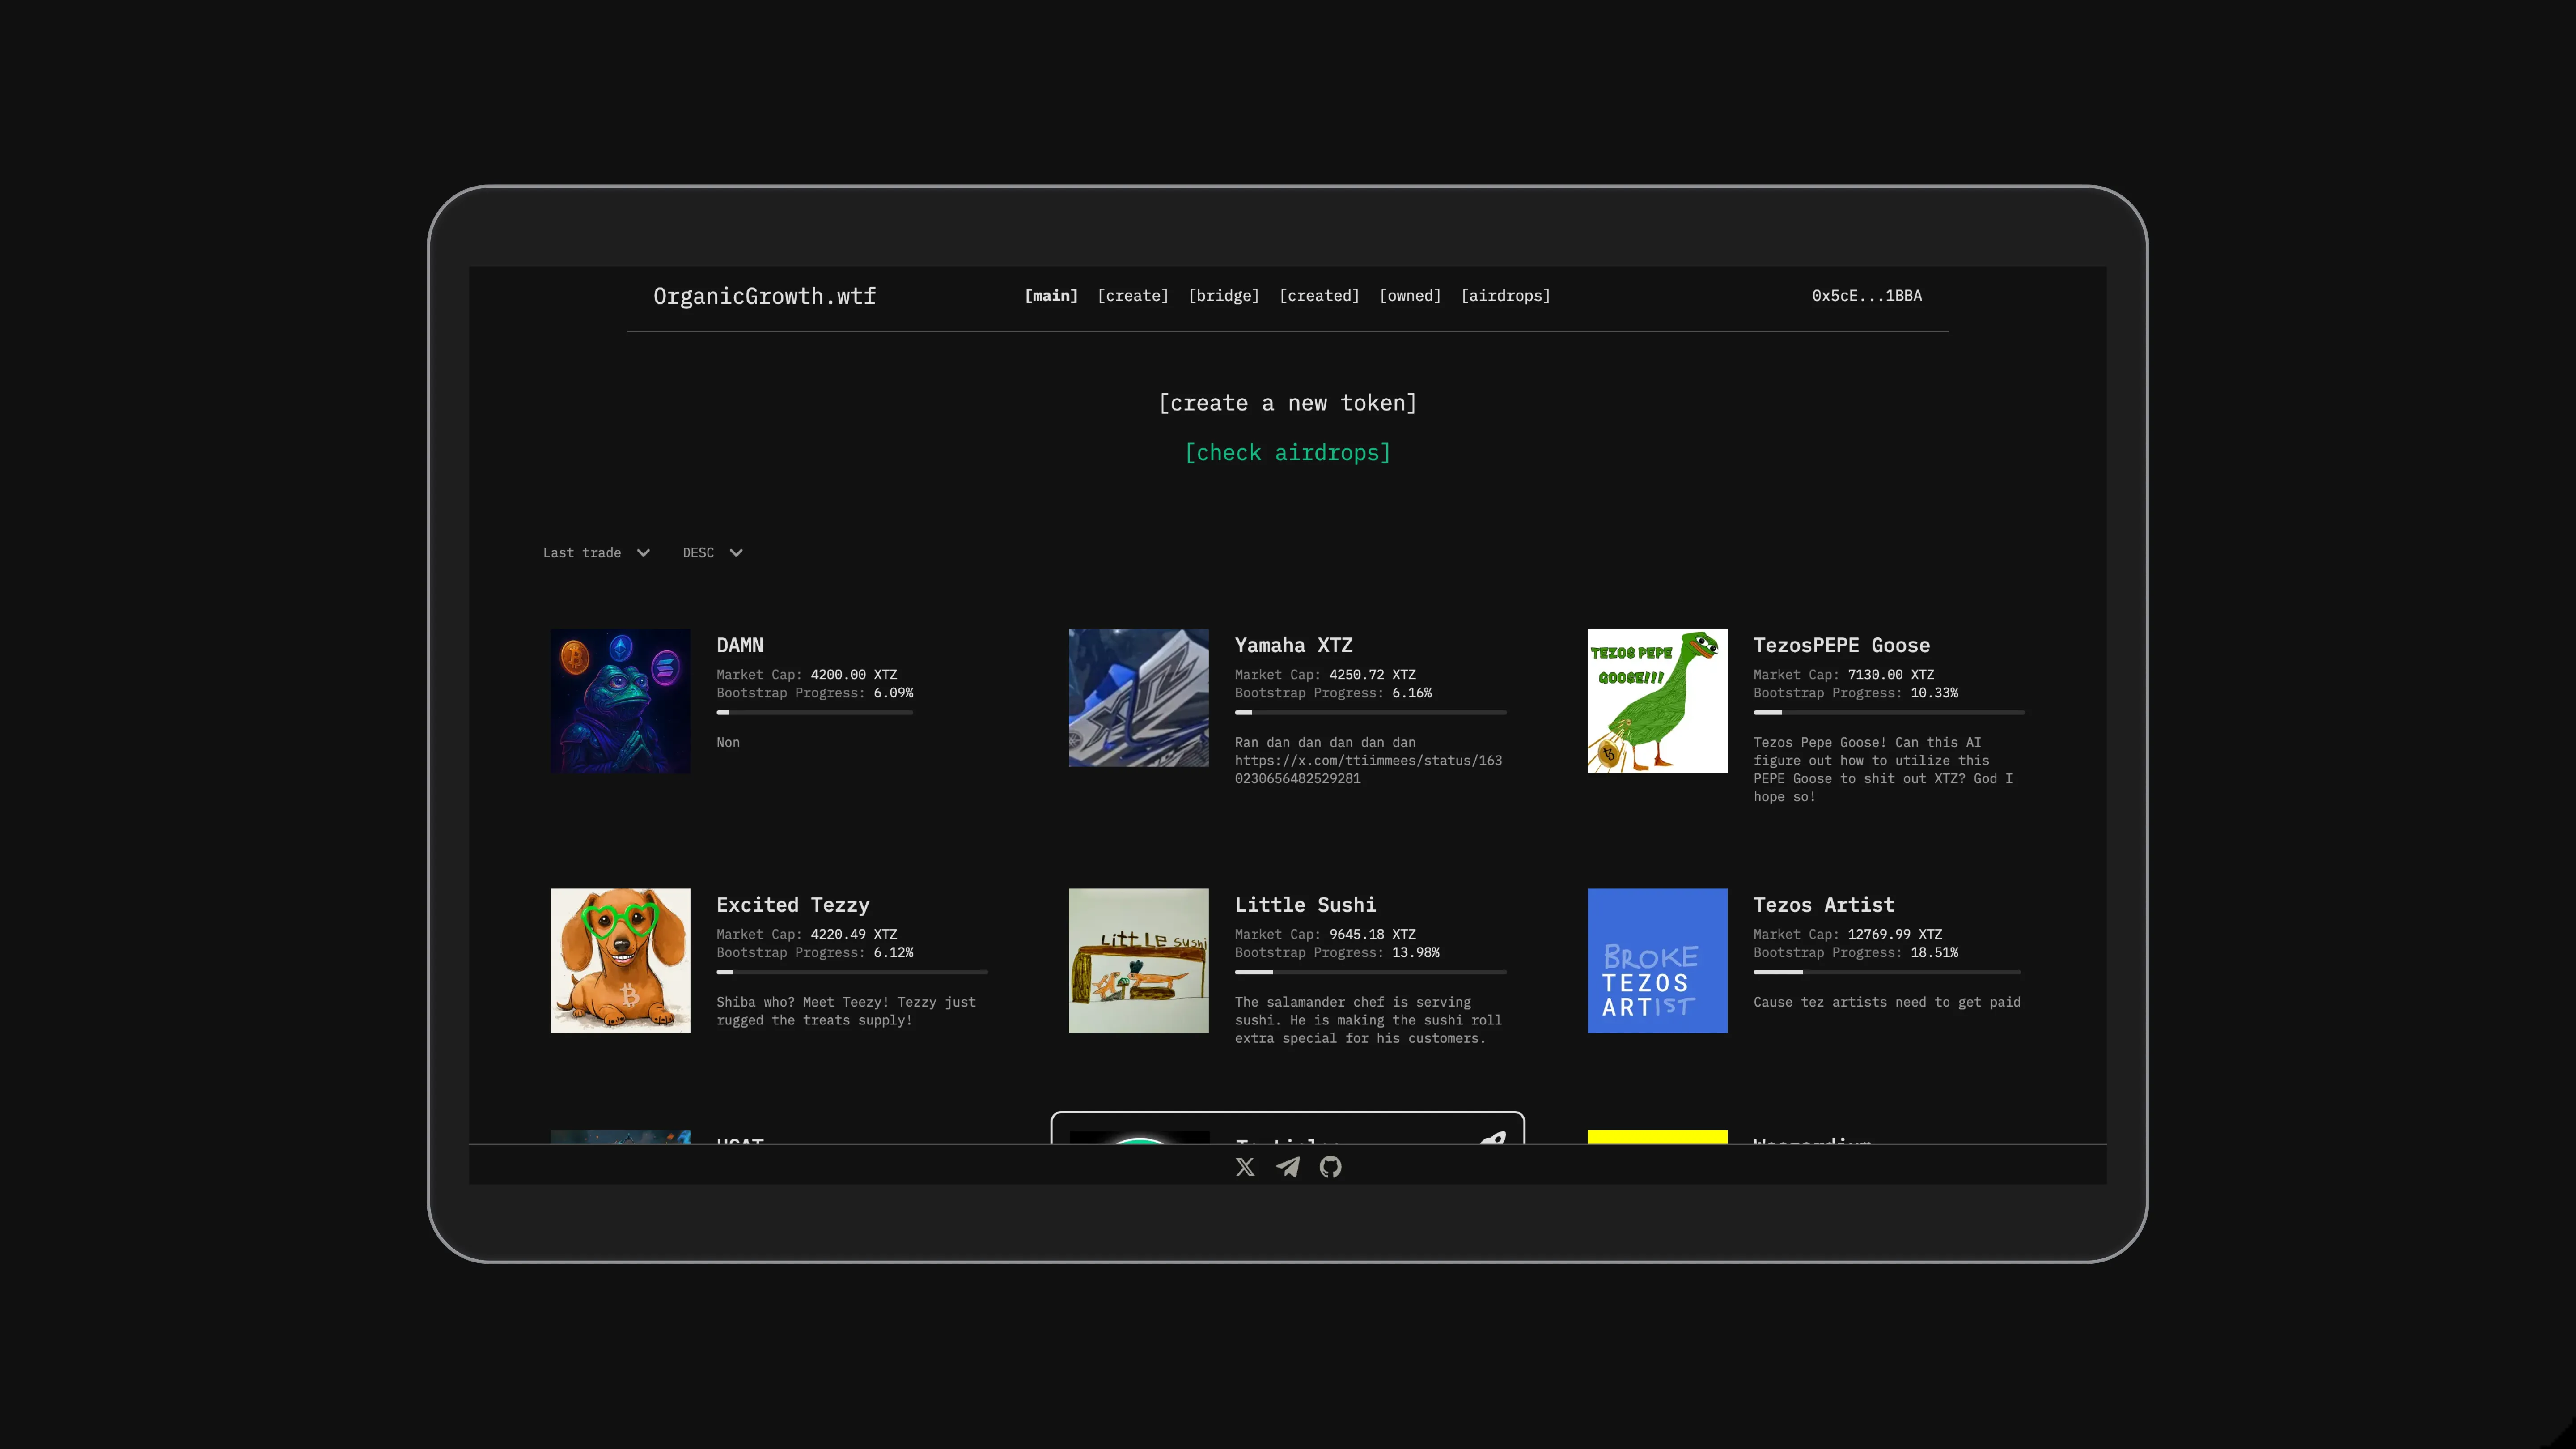 OrganicGrowth.wtf
[main] [create] [bridge] [created] [owned] [airdrops]
0x5cE...1BBA
[create a new token]
[check airdrops]
Last trade DESC
DAMN
Market Cap: 4200.00 XTZ
Bootstrap Progress: 6.09%
Non
XTZ
Yamaha XTZ
Market Cap: 4250.72 XTZ
Bootstrap Progress: 6.16%
Ran dan dan dan dan dan
https://x.com/ttiimmees/status/163
0230656482529281
TEZOS PEPE
GOOSE!!!
TezosPEPE Goose
Market Cap: 7130.00 XTZ
Bootstrap Progress: 10.33%
Tezos Pepe Goose! Can this AI
figure out how to utilize this
PEPE Goose to shit out XTZ? God I
hope so!
Excited Tezzy
Market Cap: 4220.49 XTZ
Bootstrap Progress: 6.12%
Shiba who? Meet Teezy! Tezzy just
rugged the treats supply!
Little sushi
Little Sushi
Market Cap: 9645.18 XTZ
Bootstrap Progress: 13.98%
The salamander chef is serving
sushi. He is making the sushi roll
extra special for his customers.
BROKE
TEZOS
ARTIST
Tezos Artist
Market Cap: 12769.99 XTZ
Bootstrap Progress: 18.51%
Cause tez artists need to get paid